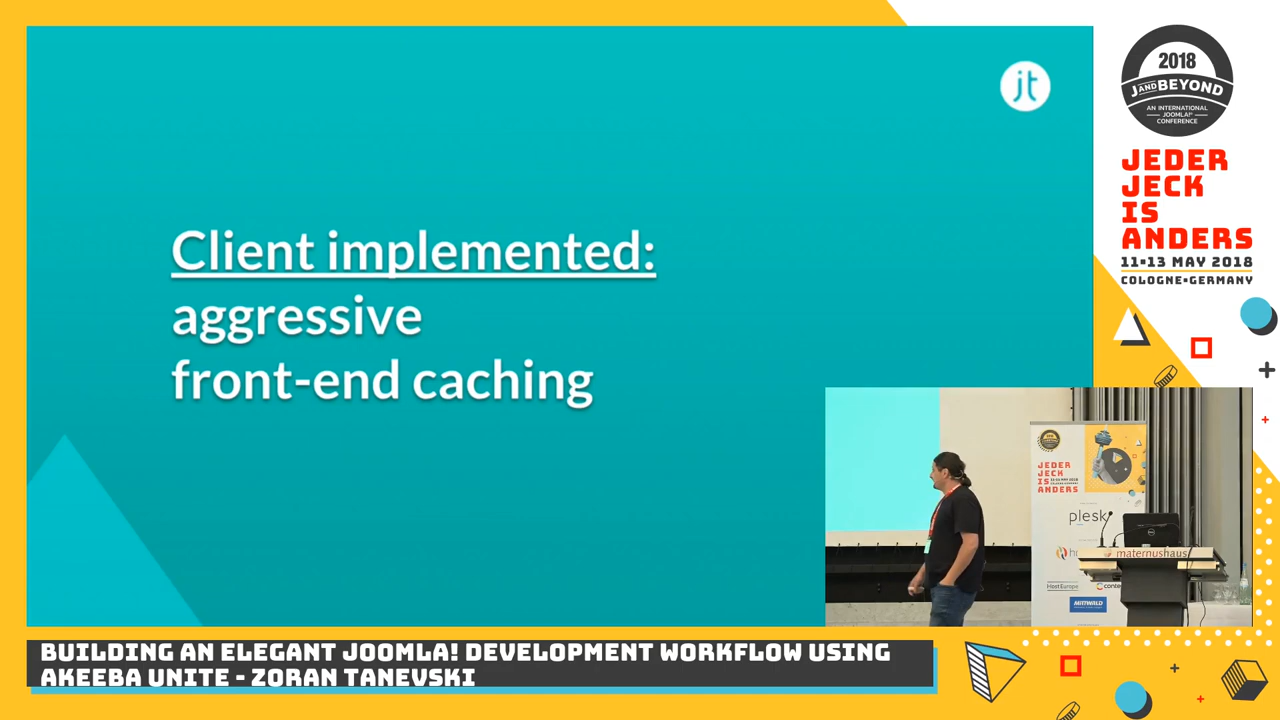 jt
Client implemented:
aggressive
front-end caching
2018
J AND BEYOND
AN INTERNATIONAL
JOOMLA! CONFERENCE
JEDER
JECK
IS
ANDERS
11-13 MAY 2018
COLOGNE•GERMANY
JEDER
JECK
IS
ANDERS
plesk
HostEurope
MITTWALD
maternushaus
BUILDING AN ELEGANT JOOMLA! DEVELOPMENT WORKFLOW USING
AKEEBA UNITE - ZORAN TANEVSKI